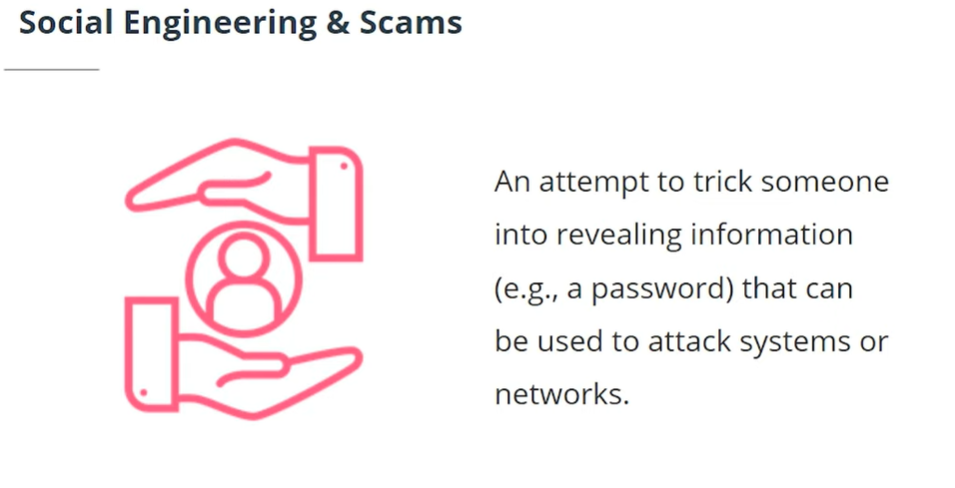 Social Engineering & Scams
An attempt to trick someone
into revealing information
(e.g., a password) that can
be used to attack systems or
networks.